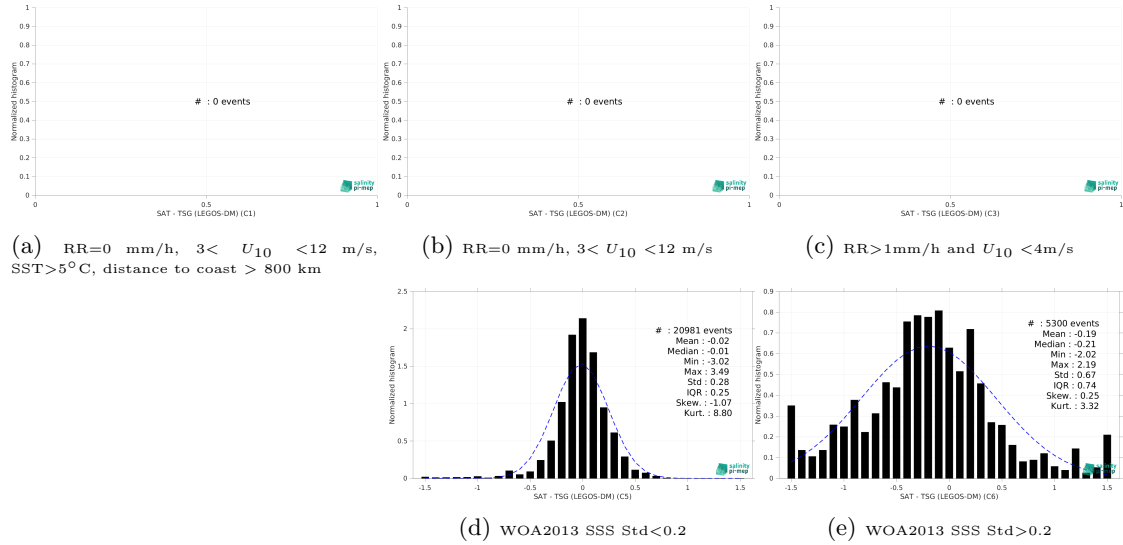 1
0.9
0.8
0.7
0.6
0.5
0.4
0.3
0.2
0.1
0
Normalized histogram
# : 0 events
salinity
pi-mep
0 0.5 1
SAT - TSG (LEGOS-DM) (C1)
(a) RR=0 mm/h, 3< U10 <12 m/s,
SST>5°C, distance to coast > 800 km
1
0.9
0.8
0.7
0.6
0.5
0.4
0.3
0.2
0.1
0
Normalized histogram
# : 0 events
salinity
pi-mep
0 0.5 1
SAT - TSG (LEGOS-DM) (C2)
(b) RR=0 mm/h, 3< U10 <12 m/s
1
0.9
0.8
0.7
0.6
0.5
0.4
0.3
0.2
0.1
0
Normalized histogram
# : 0 events
salinity
pi-mep
0 0.5 1
SAT - TSG (LEGOS-DM) (C3)
(c) RR>1mm/h and U10 <4m/s
2.5
2
1.5
1
0.5
0
Normalized histogram
# : 20981 events
Mean : -0.02
Median : -0.01
Min : -3.02
Max : 3.49
Std : 0.28
IQR : 0.25
Skew. : -1.07
Kurt. : 8.80
salinity
pi-mep
-1.5 -1 -0.5 0 0.5 1 1.5
SAT - TSG (LEGOS-DM) (C5)
(d) WOA2013 SSS Std<0.2
0.9
0.8
0.7
0.6
0.5
0.4
0.3
0.2
0.1
0
Normalized histogram
# : 5300 events
Mean : -0.19
Median : -0.21
Min : -2.02
Max : 2.19
Std : 0.67
IQR : 0.74
Skew. : 0.25
Kurt. : 3.32
salinity
pi-mep
-1.5 -1 -0.5 0 0.5 1 1.5
SAT - TSG (LEGOS-DM) (C6)
(e) WOA2013 SSS Std>0.2